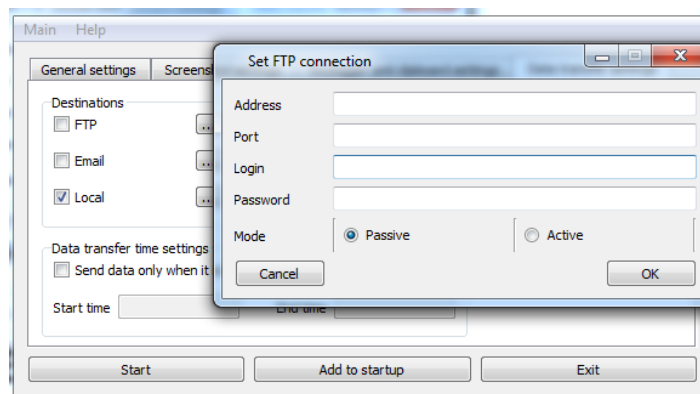 Main Help
Set FTP connection
General settings
Address
Port
Login
Password
Mode Passive Active
Cancel OK
Destinations
FTP
Email
Local
Data transfer time settings
Send data only when it
Start time End time
Start Add to startup Exit